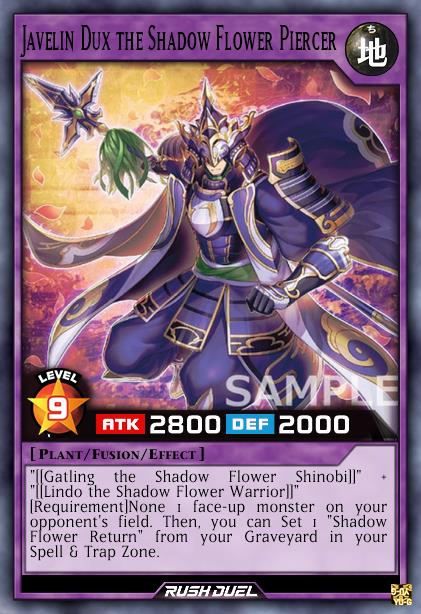 Javelin Dux the Shadow Flower Piercer
ち
地
SAMPLE
LEVEL
9
ATK 2800 DEF 2000
[Plant/Fusion/Effect]
"[[Gatling the Shadow Flower Shinobi]]" +
"[[Lindo the Shadow Flower Warrior]]"
[Requirement]None 1 face-up monster on your
opponent's field. Then, you can Set 1 "Shadow
Flower Return" from your Graveyard in your
Spell & Trap Zone.
RUSH DUEL